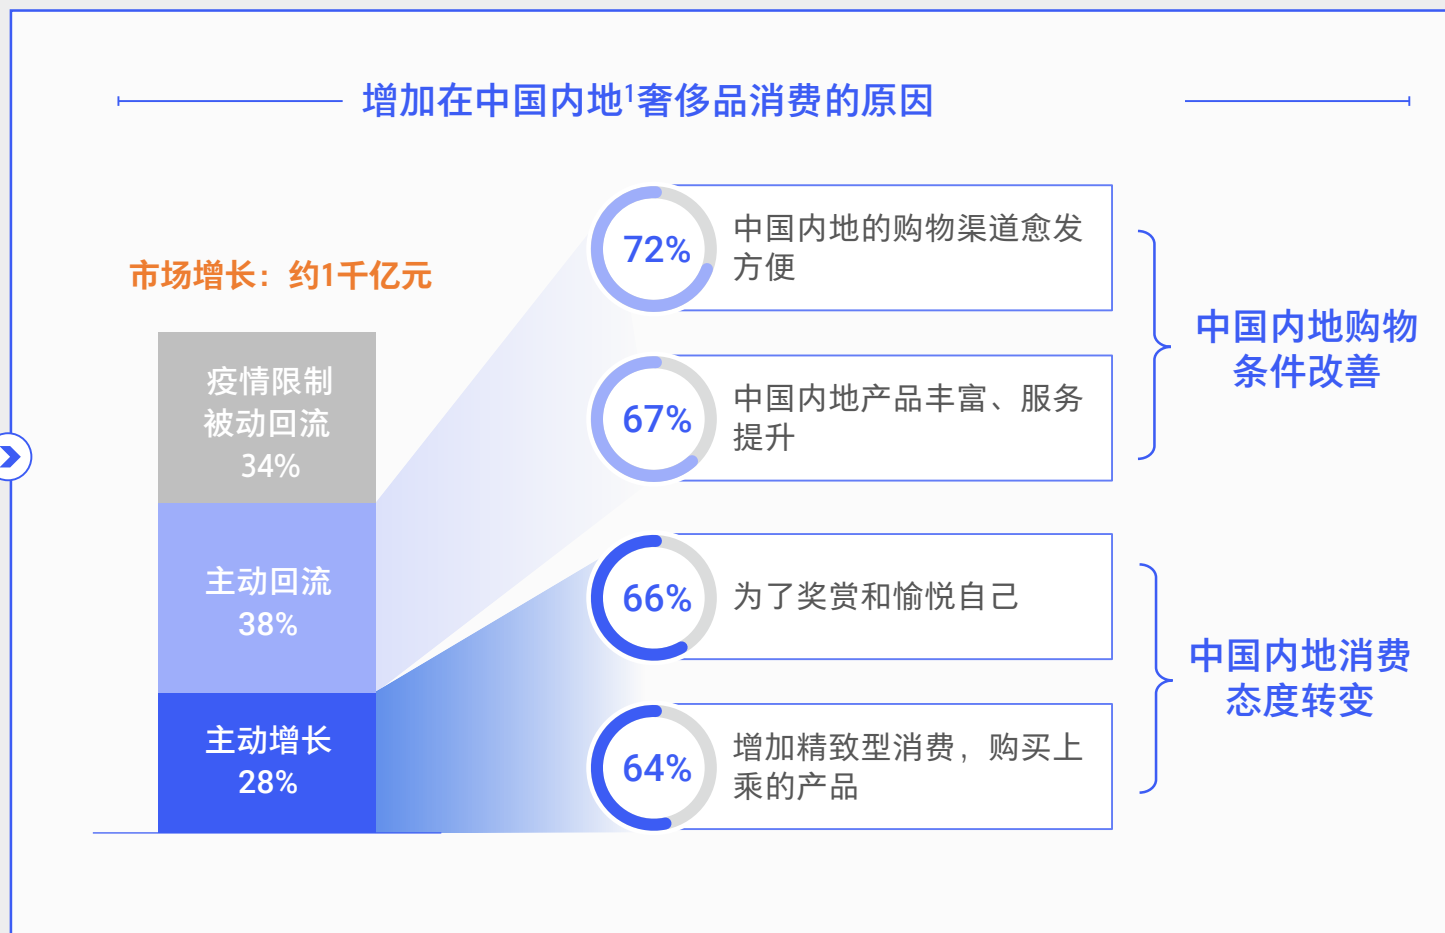 增加在中国内地¹奢侈品消费的原因
市场增长：约1千亿元
疫情限制
被动回流
34%
主动回流
38%
主动增长
28%
72%
中国内地的购物渠道愈发
方便
67%
中国内地产品丰富、服务
提升
中国内地购物
条件改善
66%
为了奖赏和愉悦自己
64%
增加精致型消费，购买上
乘的产品
中国内地消费
态度转变